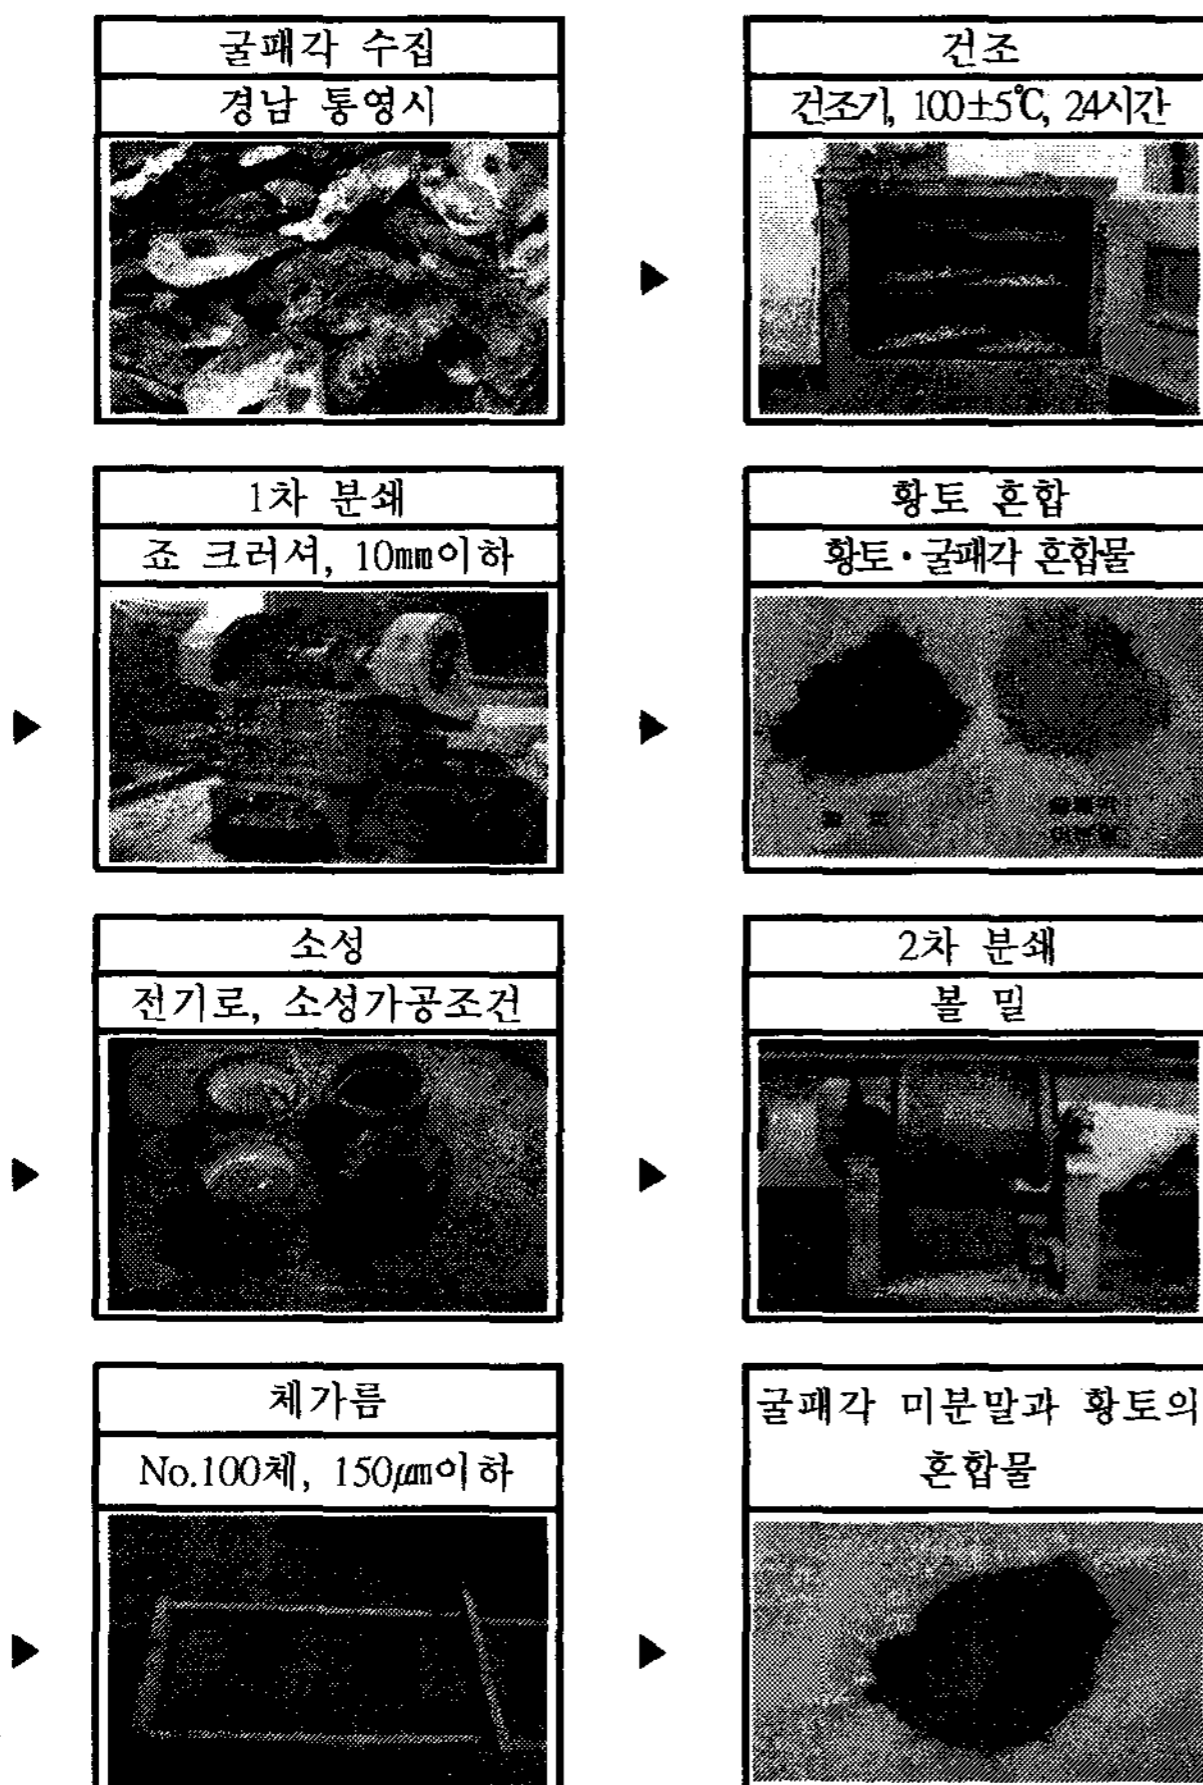 굴패각 수집
경남 통영시
건조
건조기, 100±5℃, 24시간
1차 분쇄
죠 크러셔, 10㎜이하
황토 혼합
황토·굴패각 혼합물
황 토
소성
전기로, 소성가공조건
2차 분쇄
볼 밀
체가름
No.100체, 150㎛이하
굴패각 미분말과 황토의
혼합물